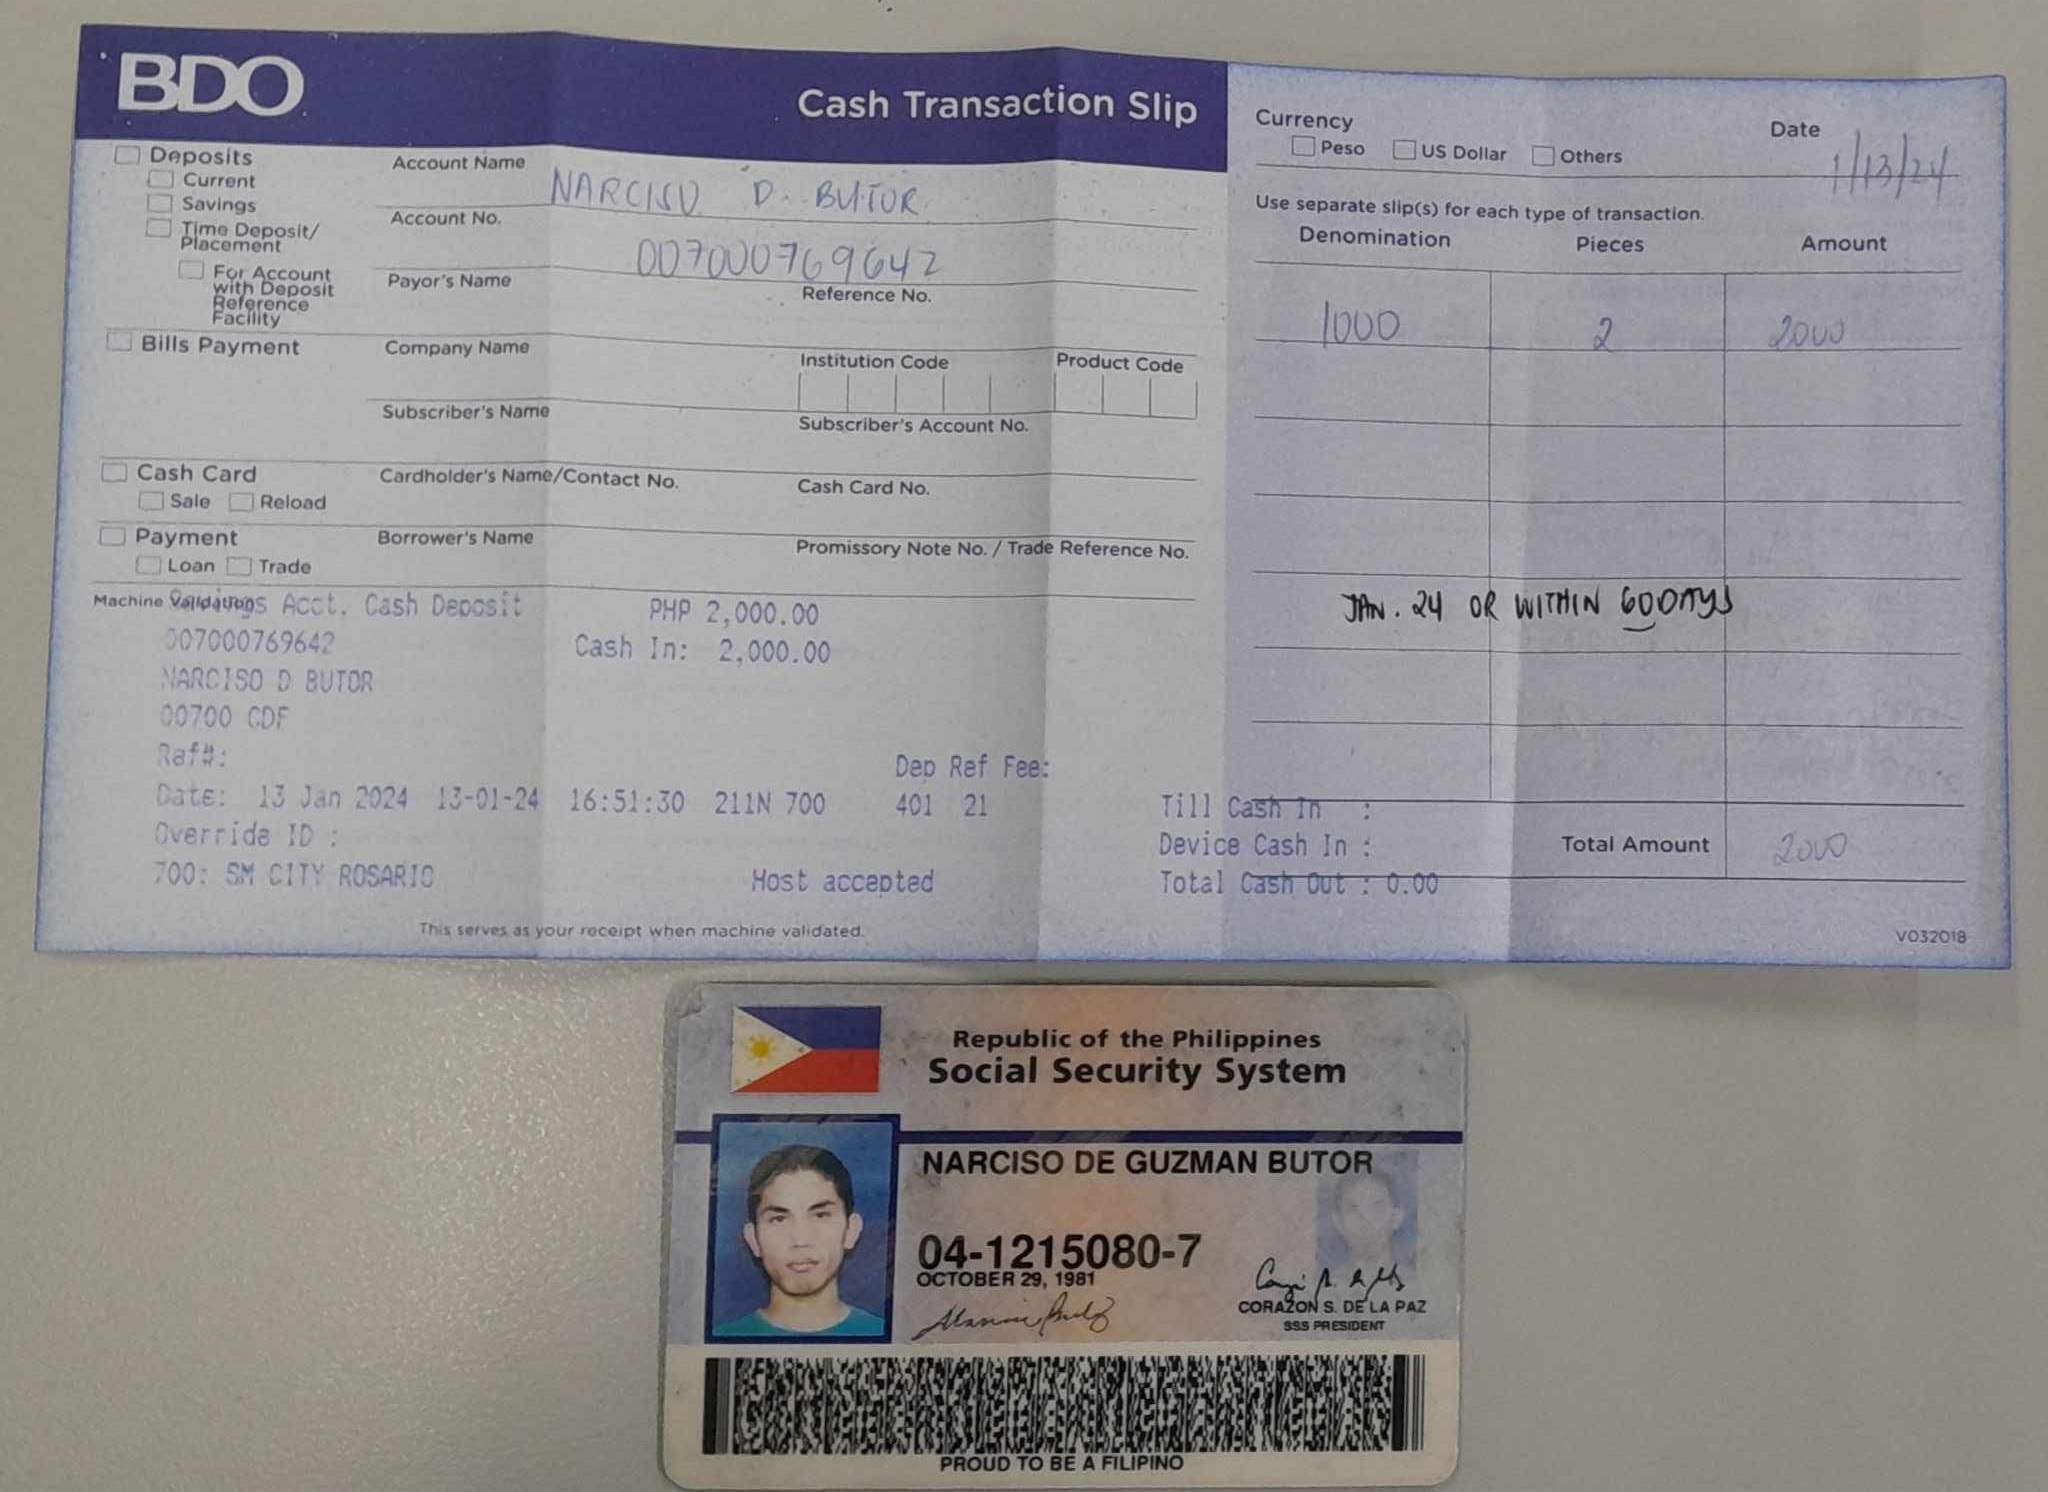 BDO
Cash Transaction Slip
Deposits
Current
Savings
Time Deposit/
Placement
For Account
with Deposit
Reference
Facility
Account Name
NARCISO D. BUTOR
Account No.
007000769642
Payor's Name
Reference No.
Bills Payment
Company Name
Institution Code
Product Code
Subscriber's Name
Subscriber's Account No.
Cash Card
Sale Reload
Cardholder's Name/Contact No.
Cash Card No.
Payment
Loan Trade
Borrower's Name
Promissory Note No. / Trade Reference No.
Machine Validation
Savings Acct. Cash Deposit PHP 2,000.00
007000769642 Cash In: 2,000.00
NARCISO D BUTOR
00700 CDF
Ref#: Dep Ref Fee:
Date: 13 Jan 2024 13-01-24 16:51:30 211N 700 401 21 Till Cash In :
Override ID : Device Cash In :
700: SM CITY ROSARIO Host accepted Total Cash Out : 0.00
This serves as your receipt when machine validated.
Currency
Peso US Dollar Others
Date 1/13/24
Use separate slip(s) for each type of transaction.
Denomination Pieces Amount
1000 2 2000
JAN. 24 OR WITHIN 60DAYS
Total Amount 2000
V032018
Republic of the Philippines
Social Security System
NARCISO DE GUZMAN BUTOR
04-1215080-7
OCTOBER 29, 1981
CORAZON S. DE LA PAZ
SSS PRESIDENT
PROUD TO BE A FILIPINO